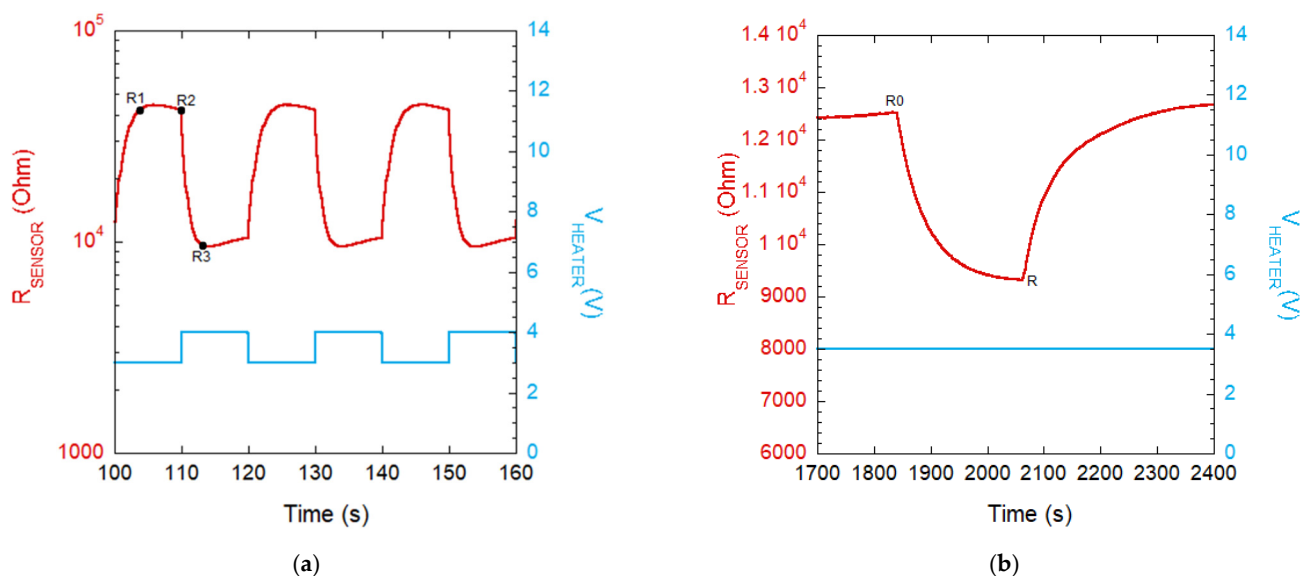 10^5
10^4
1000
R_SENSOR (Ohm)
R1
R2
R3
14
12
10
8
6
4
2
0
V_HEATER (V)
100 110 120 130 140 150 160
Time (s)
(a)
1.4 10^4
1.3 10^4
1.2 10^4
1.1 10^4
1 10^4
9000
8000
7000
6000
R_SENSOR (Ohm)
R0
R
14
12
10
8
6
4
2
0
V_HEATER (V)
1700 1800 1900 2000 2100 2200 2300 2400
Time (s)
(b)